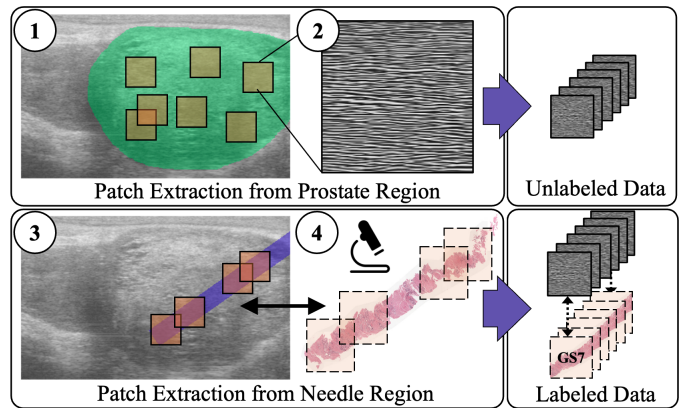 1
2
Patch Extraction from Prostate Region
Unlabeled Data
3
4
GS7
Patch Extraction from Needle Region
Labeled Data